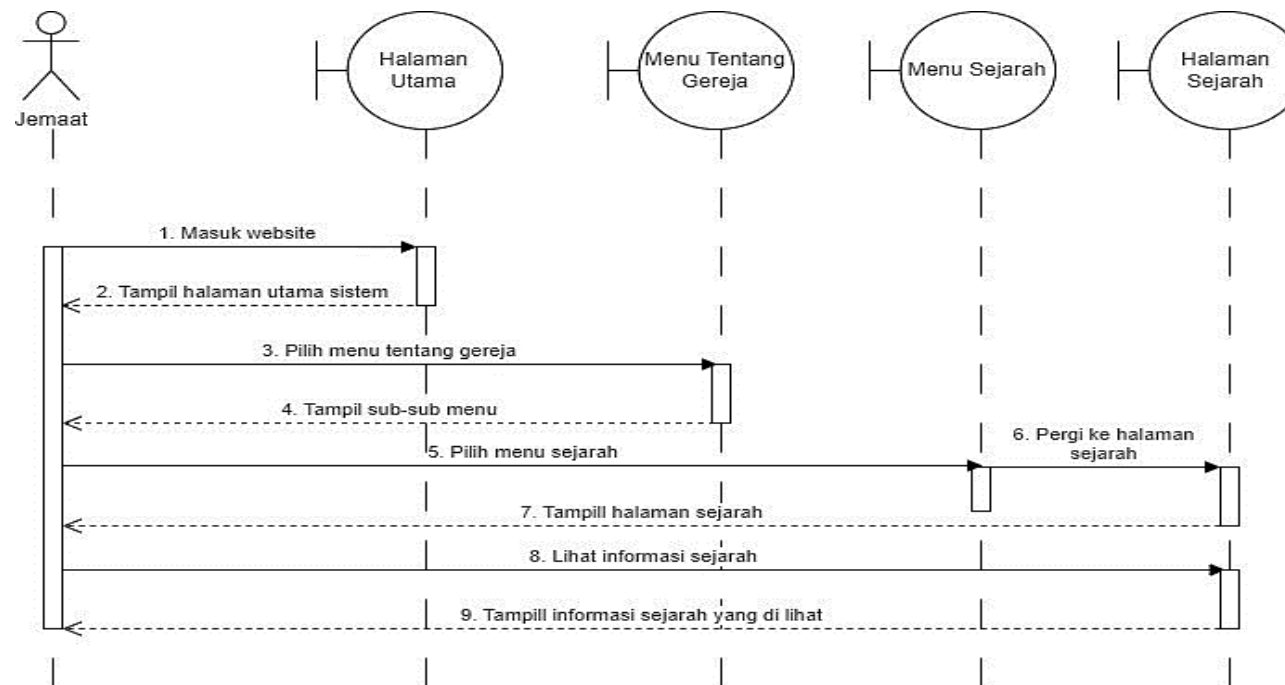 Halaman
Utama
Menu Tentang
Gereja
Menu Sejarah
Halaman
Sejarah
Jemaat
1. Masuk website
2. Tampil halaman utama sistem
3. Pilih menu tentang gereja
4. Tampil sub-sub menu
5. Pilih menu sejarah
6. Pergi ke halaman
sejarah
7. Tampill halaman sejarah
8. Lihat informasi sejarah
9. Tampill informasi sejarah yang di lihat